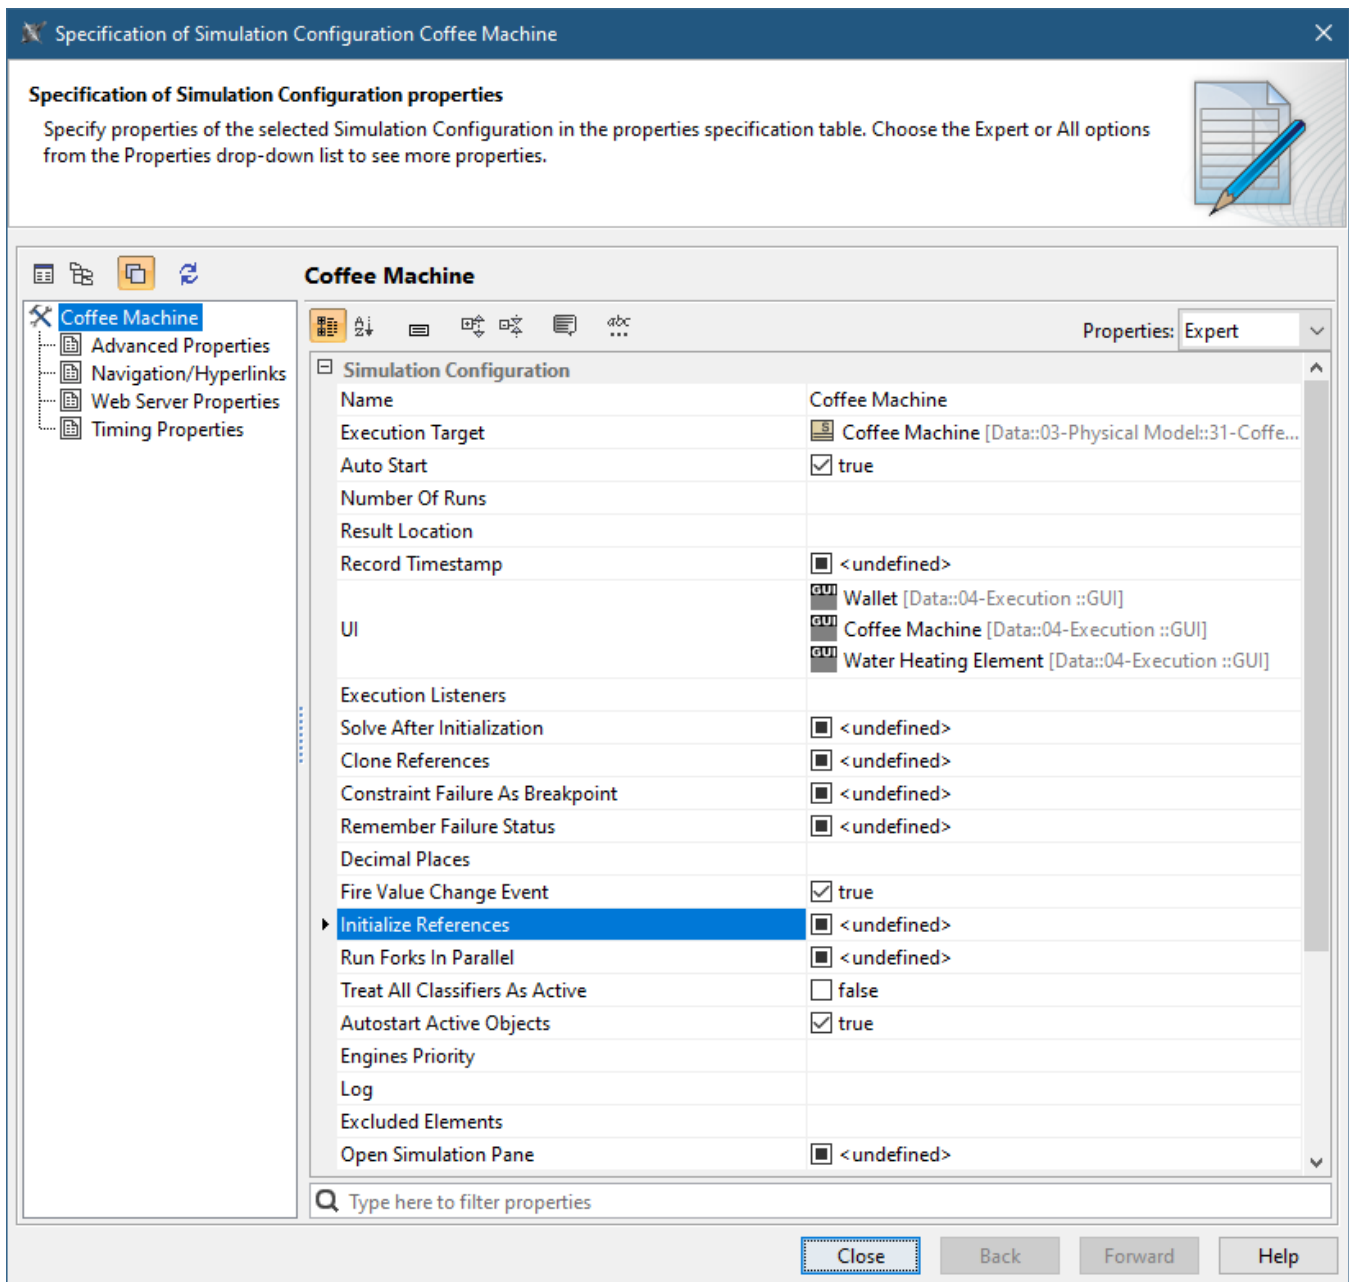 Specification of Simulation Configuration Coffee Machine
Specification of Simulation Configuration properties
Specify properties of the selected Simulation Configuration in the properties specification table. Choose the Expert or All options
from the Properties drop-down list to see more properties.
Coffee Machine
Coffee Machine
Advanced Properties
Navigation/Hyperlinks
Web Server Properties
Timing Properties
Properties: Expert
Simulation Configuration
Name Coffee Machine
Execution Target Coffee Machine [Data::03-Physical Model::31-Coffe...
Auto Start true
Number Of Runs
Result Location
Record Timestamp <undefined>
UI
GUI Wallet [Data::04-Execution ::GUI]
GUI Coffee Machine [Data::04-Execution ::GUI]
GUI Water Heating Element [Data::04-Execution ::GUI]
Execution Listeners
Solve After Initialization <undefined>
Clone References <undefined>
Constraint Failure As Breakpoint <undefined>
Remember Failure Status <undefined>
Decimal Places
Fire Value Change Event true
Initialize References <undefined>
Run Forks In Parallel <undefined>
Treat All Classifiers As Active false
Autostart Active Objects true
Engines Priority
Log
Excluded Elements
Open Simulation Pane <undefined>
Type here to filter properties
Close Back Forward Help